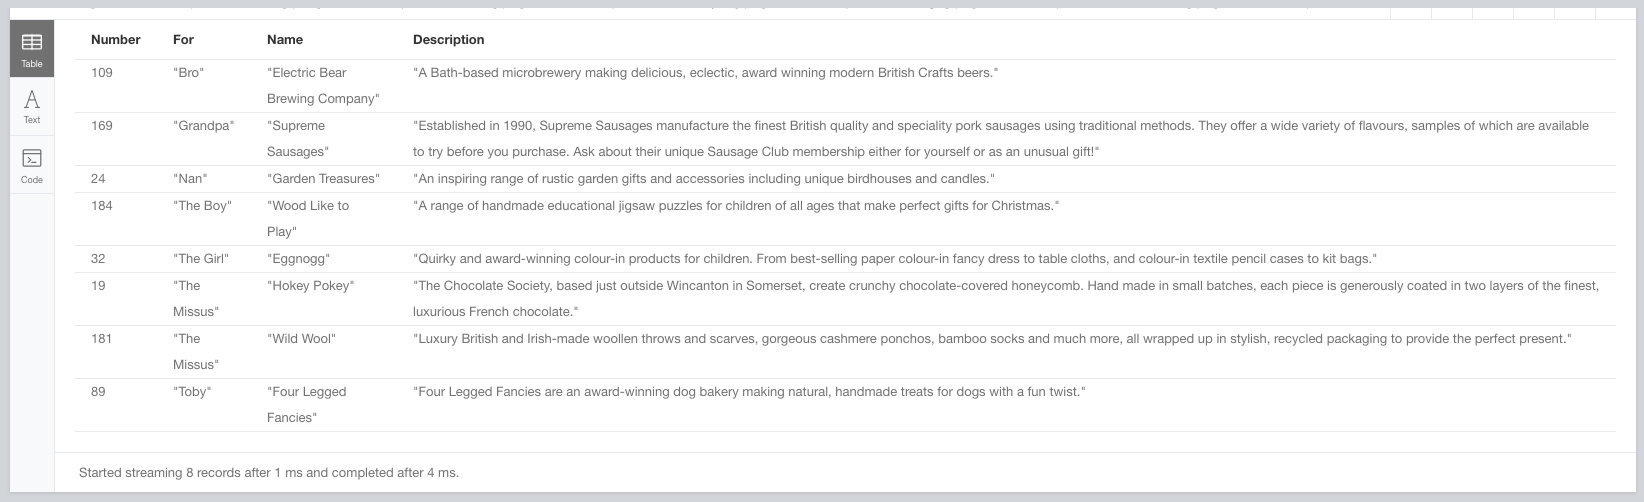 Number For Name Description
109 "Bro" "Electric Bear "A Bath-based microbrewery making delicious, eclectic, award winning modern British Crafts beers."
Brewing Company"
169 "Grandpa" "Supreme "Established in 1990, Supreme Sausages manufacture the finest British quality and speciality pork sausages using traditional methods. They offer a wide variety of flavours, samples of which are available
Sausages" to try before you purchase. Ask about their unique Sausage Club membership either for yourself or as an unusual gift!"
24 "Nan" "Garden Treasures" "An inspiring range of rustic garden gifts and accessories including unique birdhouses and candles."
184 "The Boy" "Wood Like to "A range of handmade educational jigsaw puzzles for children of all ages that make perfect gifts for Christmas."
Play"
32 "The Girl" "Eggnogg" "Quirky and award-winning colour-in products for children. From best-selling paper colour-in fancy dress to table cloths, and colour-in textile pencil cases to kit bags."
19 "The "Hokey Pokey" "The Chocolate Society, based just outside Wincanton in Somerset, create crunchy chocolate-covered honeycomb. Hand made in small batches, each piece is generously coated in two layers of the finest,
Missus" luxurious French chocolate."
181 "The "Wild Wool" "Luxury British and Irish-made woollen throws and scarves, gorgeous cashmere ponchos, bamboo socks and much more, all wrapped up in stylish, recycled packaging to provide the perfect present."
Missus"
89 "Toby" "Four Legged "Four Legged Fancies are an award-winning dog bakery making natural, handmade treats for dogs with a fun twist."
Fancies"
Table
Text
Code
Started streaming 8 records after 1 ms and completed after 4 ms.